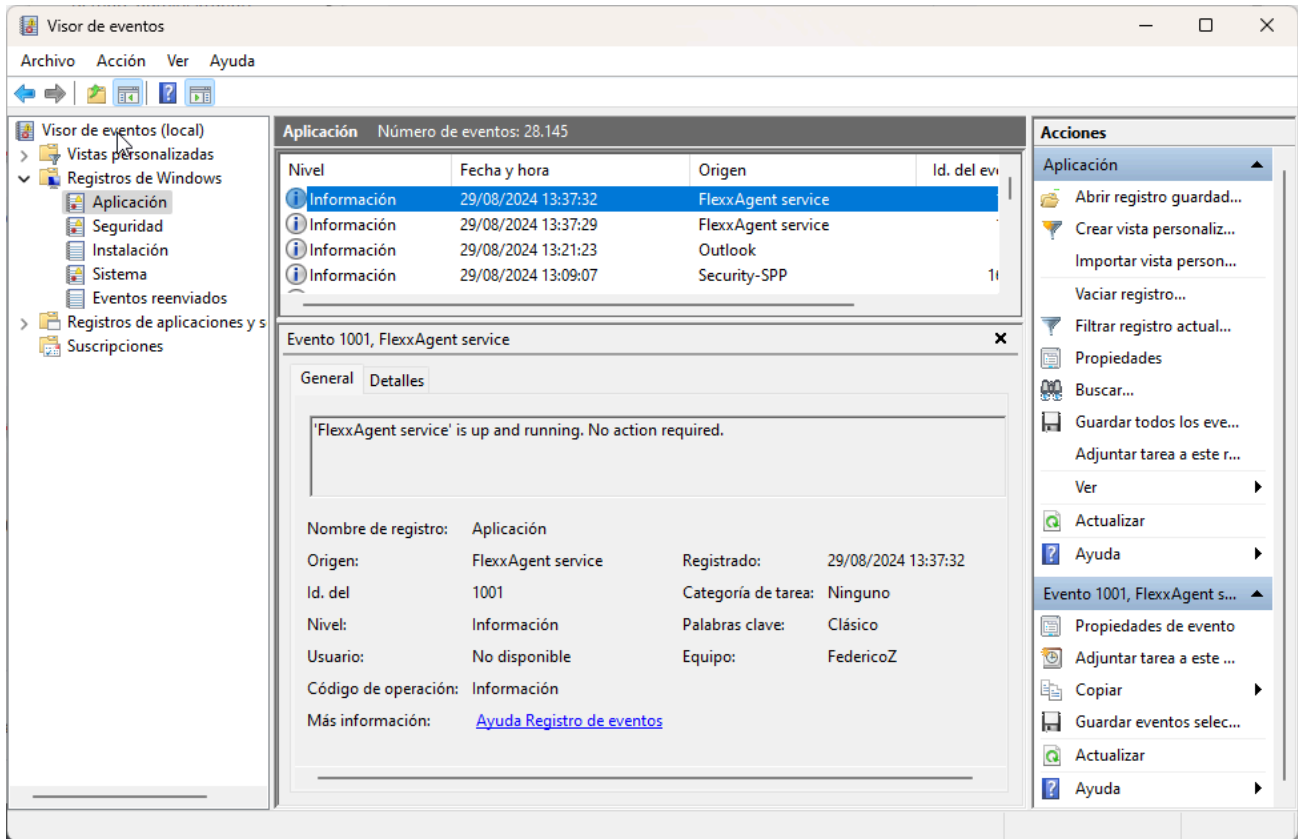 Visor de eventos
Archivo Acción Ver Ayuda
Visor de eventos (local)
Vistas personalizadas
Registros de Windows
Aplicación
Seguridad
Instalación
Sistema
Eventos reenviados
Registros de aplicaciones y s
Suscripciones
Aplicación Número de eventos: 28.145
Nivel Fecha y hora Origen Id. del eve
Información 29/08/2024 13:37:32 FlexxAgent service
Información 29/08/2024 13:37:29 FlexxAgent service
Información 29/08/2024 13:21:23 Outlook
Información 29/08/2024 13:09:07 Security-SPP
Evento 1001, FlexxAgent service
General Detalles
'FlexxAgent service' is up and running. No action required.
Nombre de registro: Aplicación
Origen: FlexxAgent service Registrado: 29/08/2024 13:37:32
Id. del 1001 Categoría de tarea: Ninguno
Nivel: Información Palabras clave: Clásico
Usuario: No disponible Equipo: FedericoZ
Código de operación: Información
Más información: Ayuda Registro de eventos
Acciones
Aplicación
Abrir registro guardad...
Crear vista personaliz...
Importar vista person...
Vaciar registro...
Filtrar registro actual...
Propiedades
Buscar...
Guardar todos los eve...
Adjuntar tarea a este r...
Ver
Actualizar
Ayuda
Evento 1001, FlexxAgent s...
Propiedades de evento
Adjuntar tarea a este ...
Copiar
Guardar eventos selec...
Actualizar
Ayuda